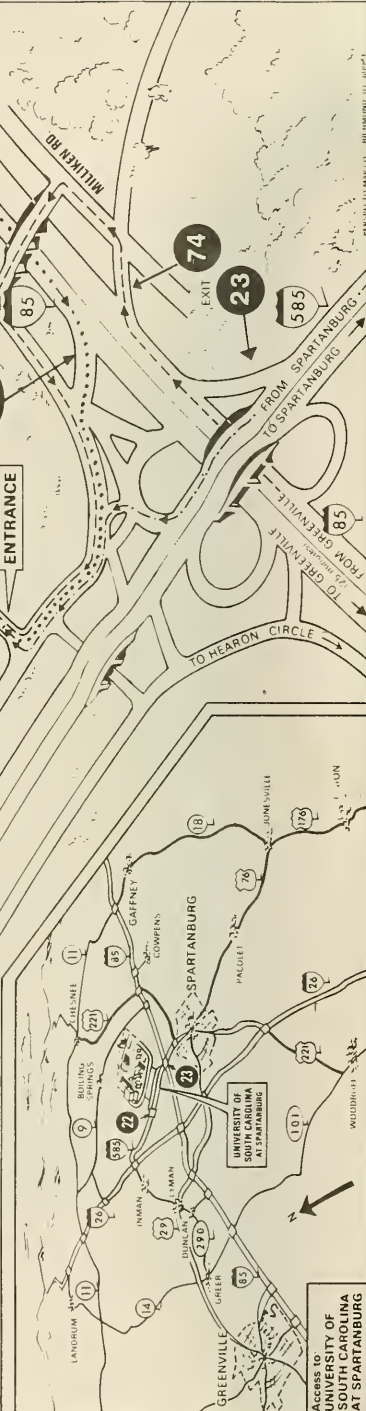 MILLIKEN RD.
85
74
EXIT
23
585
FROM SPARTANBURG
TO SPARTANBURG
ENTRANCE
85
FROM GREENVILLE
TO GREENVILLE
TO HEARON CIRCLE
18
JONESVILLE
176
GAFFNEY
11
85
COWPENS
76
PACOLET
SPARTANBURG
CHESNEE
221
BOILING
SPRINGS
9
22
23
585
26
221
UNIVERSITY OF
SOUTH CAROLINA
AT SPARTANBURG
101
26
INMAN
LYMAN
29
DUNCAN
290
N
11
LANDRUM
14
GREER
85
GREENVILLE
Access to
UNIVERSITY OF
SOUTH CAROLINA
AT SPARTANBURG